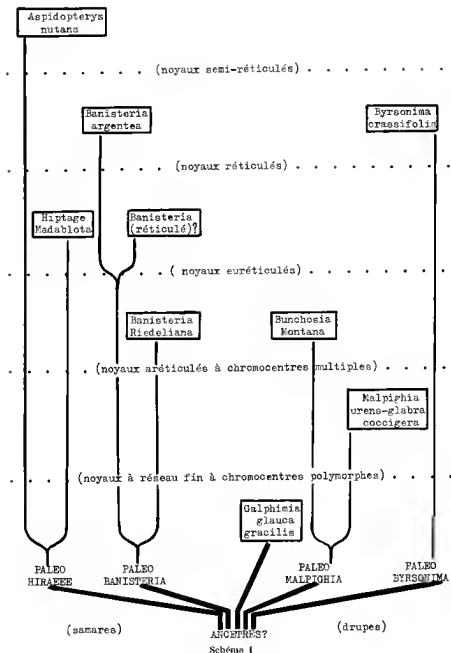 Aspidopterys
nutans
(noyaux semi-réticulés)
Banisteria
argentea
Byrsonima
crassifolis
(noyaux réticulés)
Hiptage
Madablota
Banisteria
(réticulé)?
( noyaux euréticulés)
Banisteria
Riedeliana
Bunchosia
Montana
(noyaux aréticulés à chromocentres multiples)
Malpighia
urens-glabra
coccigera
(noyaux à réseau fin à chromocentres polymorphes)
Galphimia
glauca
gracilis
PALEO
HIRAEEE
PALEO
BANISTERIA
PALEO
MALPIGHIA
PALEO
BYRSONIMA
(samares)
ANCETRES?
(drupes)
Schéma I